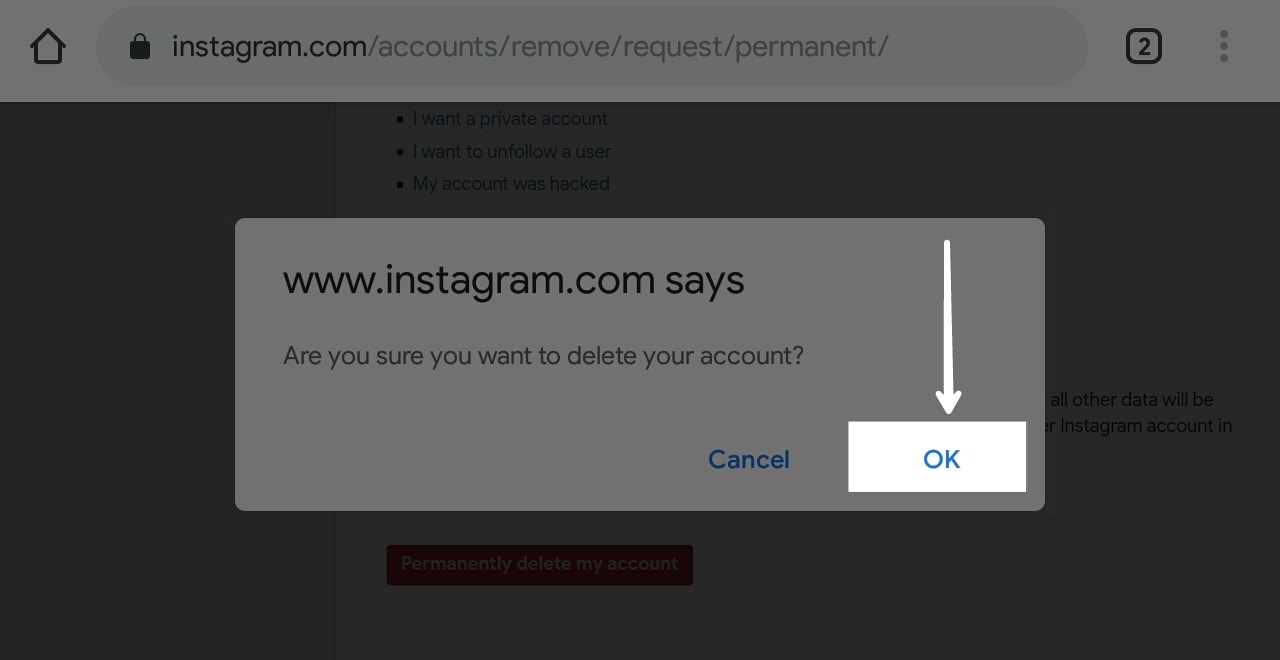 instagram.com/accounts/remove/request/permanent/
2
I want a private account
I want to unfollow a user
My account was hacked
www.instagram.com says
Are you sure you want to delete your account?
all other data will be
er Instagram account in
Cancel
OK
Permanently delete my account